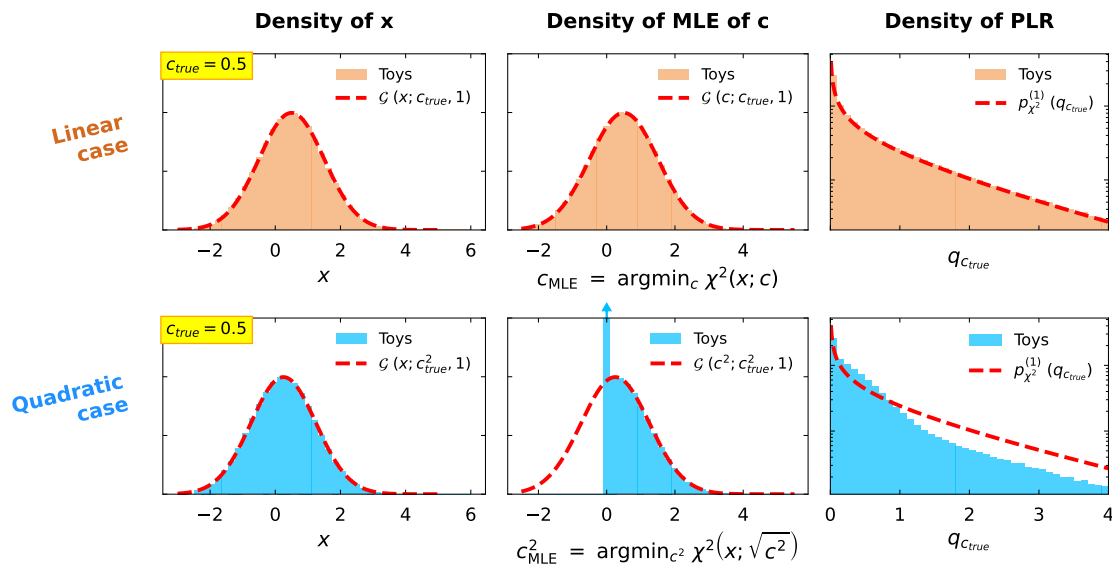 Density of x
Density of MLE of c
Density of PLR
Linear
case
c_true = 0.5
Toys
𝒢 (x; c_true, 1)
−2 0 2 4 6
x
Toys
𝒢 (c; c_true, 1)
−2 0 2 4 6
c_MLE = argmin_c χ²(x; c)
Toys
p_χ²^(1) (q_c_true)
q_c_true
Quadratic
case
c_true = 0.5
Toys
𝒢 (x; c²_true, 1)
−2 0 2 4 6
x
Toys
𝒢 (c²; c²_true, 1)
−2 0 2 4 6
c²_MLE = argmin_c² χ²(x; √c²)
Toys
p_χ²^(1) (q_c_true)
0 1 2 3 4
q_c_true